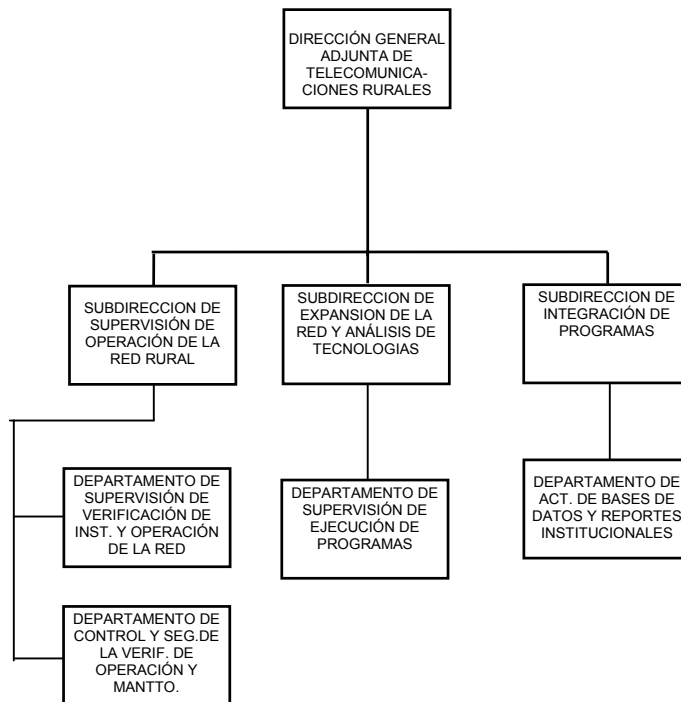 DIRECCIÓN GENERAL
ADJUNTA DE
TELECOMUNICA-
CIONES RURALES
SUBDIRECCION DE
SUPERVISIÓN DE
OPERACIÓN DE LA
RED RURAL
SUBDIRECCION DE
EXPANSION DE LA
RED Y ANÁLISIS DE
TECNOLOGIAS
SUBDIRECCION DE
INTEGRACIÓN DE
PROGRAMAS
DEPARTAMENTO DE
SUPERVISIÓN DE
VERIFICACIÓN DE
INST. Y OPERACIÓN
DE LA RED
DEPARTAMENTO DE
SUPERVISIÓN DE
EJECUCIÓN DE
PROGRAMAS
DEPARTAMENTO DE
ACT. DE BASES DE
DATOS Y REPORTES
INSTITUCIONALES
DEPARTAMENTO DE
CONTROL Y SEG.DE
LA VERIF. DE
OPERACIÓN Y
MANTTO.